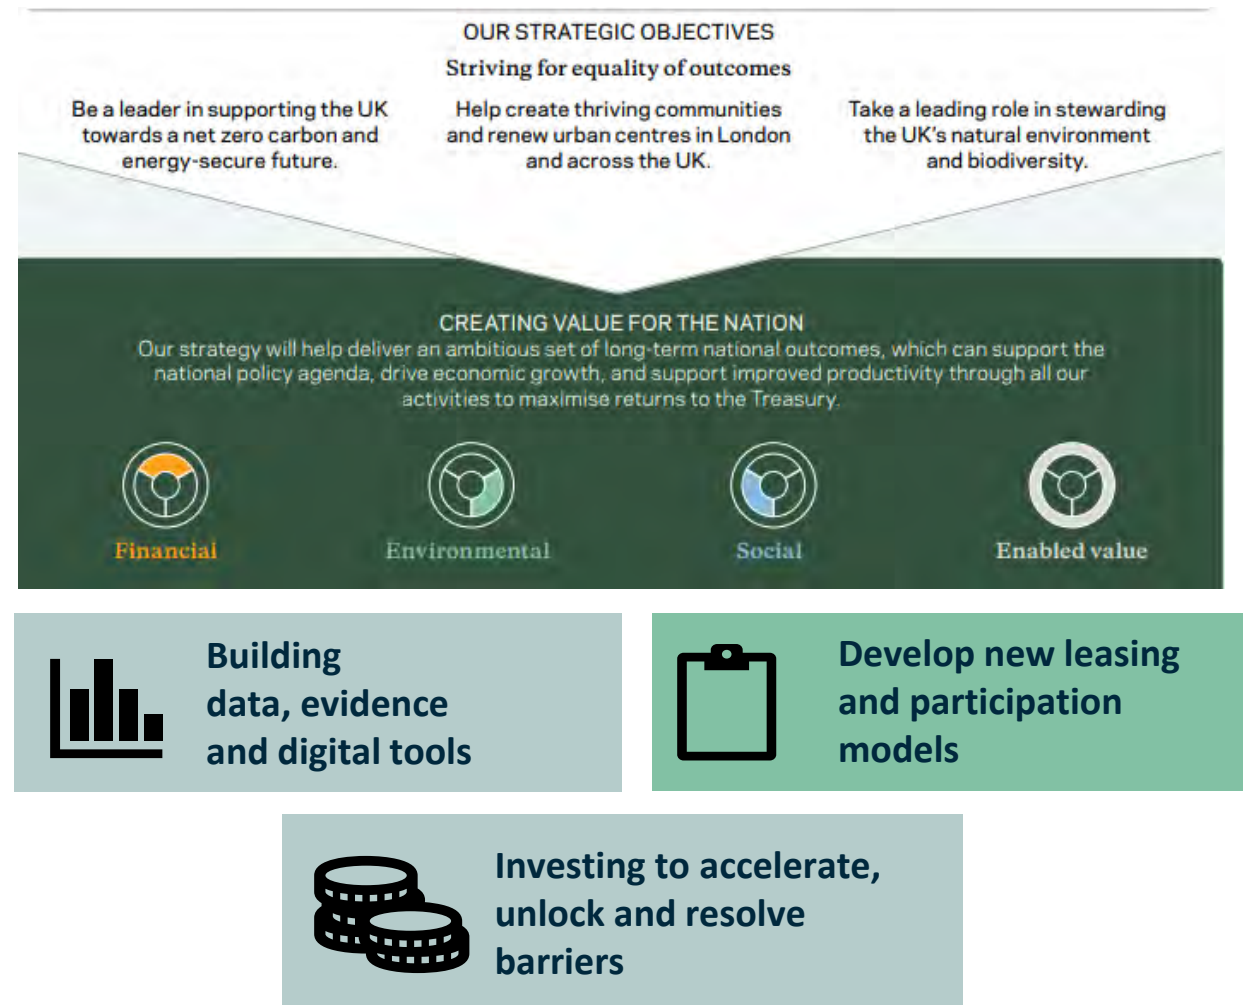 OUR STRATEGIC OBJECTIVES
Striving for equality of outcomes
Be a leader in supporting the UK
towards a net zero carbon and
energy-secure future.
Help create thriving communities
and renew urban centres in London
and across the UK.
Take a leading role in stewarding
the UK's natural environment
and biodiversity.
CREATING VALUE FOR THE NATION
Our strategy will help deliver an ambitious set of long-term national outcomes, which can support the
national policy agenda, drive economic growth, and support improved productivity through all our
activities to maximise returns to the Treasury.
Financial
Environmental
Social
Enabled value
Building
data, evidence
and digital tools
Develop new leasing
and participation
models
Investing to accelerate,
unlock and resolve
barriers